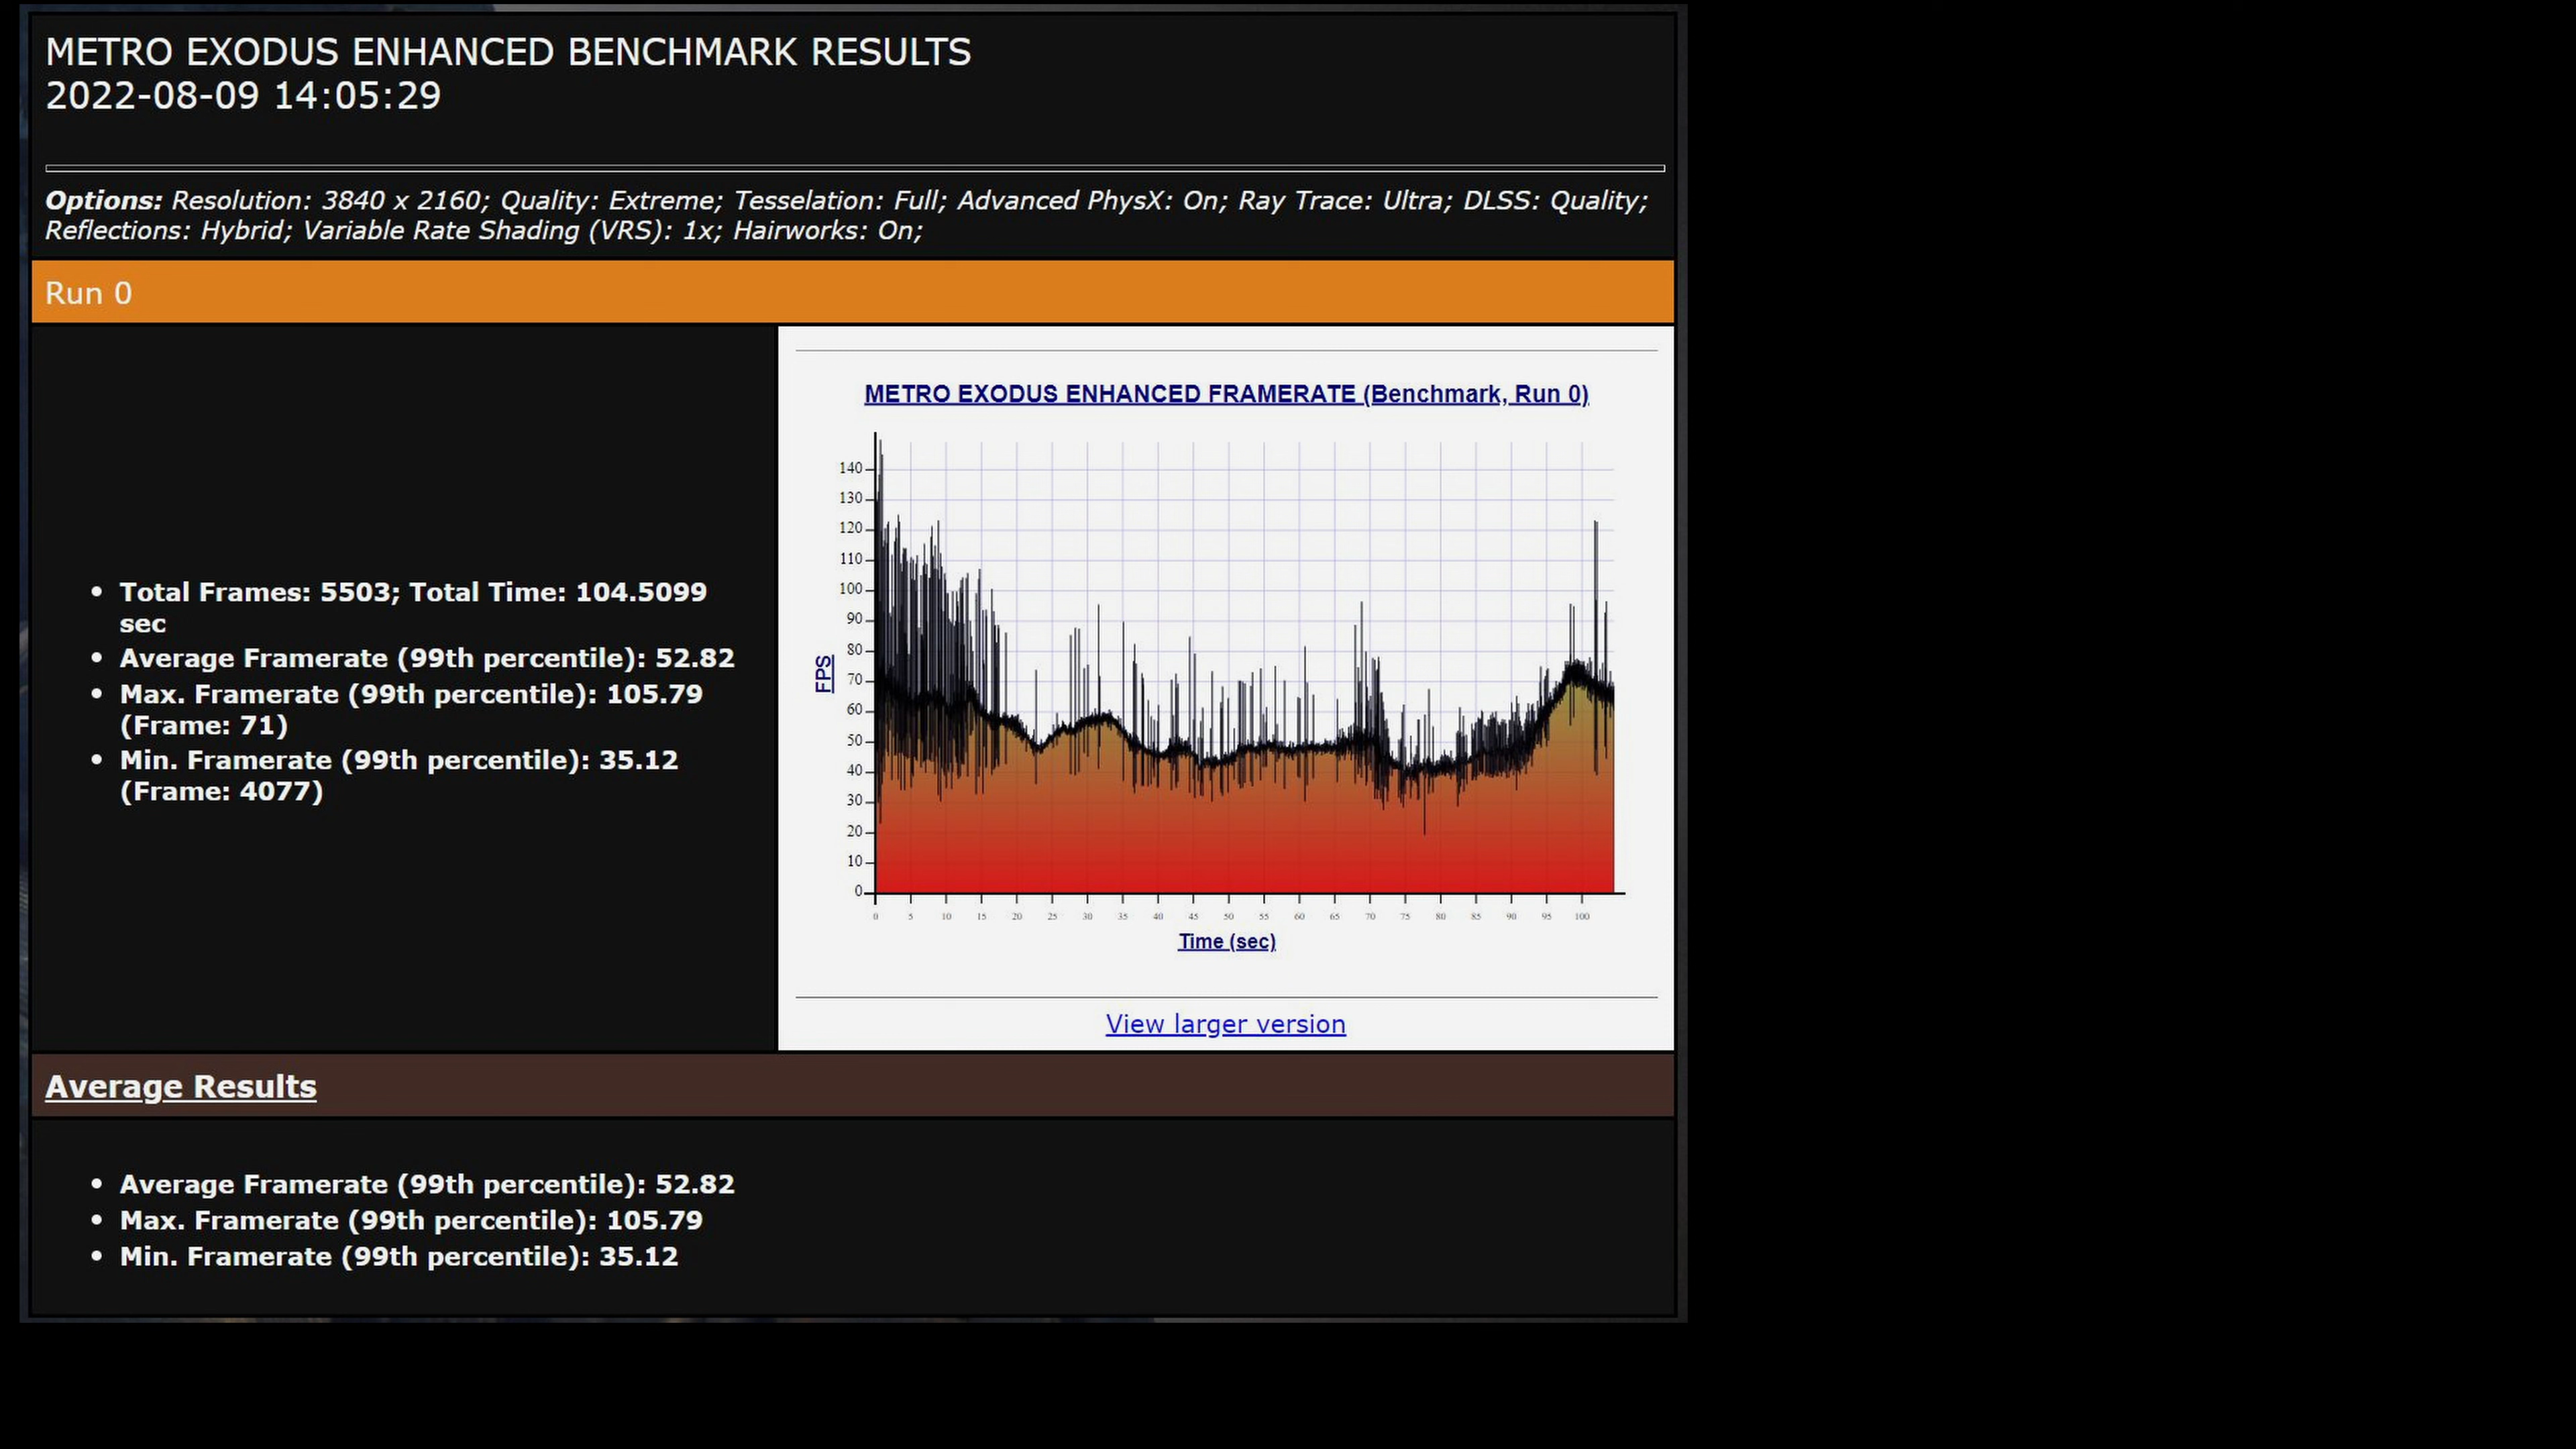 METRO EXODUS ENHANCED BENCHMARK RESULTS
2022-08-09 14:05:29
Options: Resolution: 3840 x 2160; Quality: Extreme; Tesselation: Full; Advanced PhysX: On; Ray Trace: Ultra; DLSS: Quality;
Reflections: Hybrid; Variable Rate Shading (VRS): 1x; Hairworks: On;
Run 0
• Total Frames: 5503; Total Time: 104.5099
sec
• Average Framerate (99th percentile): 52.82
• Max. Framerate (99th percentile): 105.79
(Frame: 71)
• Min. Framerate (99th percentile): 35.12
(Frame: 4077)
METRO EXODUS ENHANCED FRAMERATE (Benchmark, Run 0)
140
130
120
110
100
90
80
70
60
50
40
30
20
10
0
FPS
0 5 10 15 20 25 30 35 40 45 50 55 60 65 70 75 80 85 90 95 100
Time (sec)
View larger version
Average Results
• Average Framerate (99th percentile): 52.82
• Max. Framerate (99th percentile): 105.79
• Min. Framerate (99th percentile): 35.12